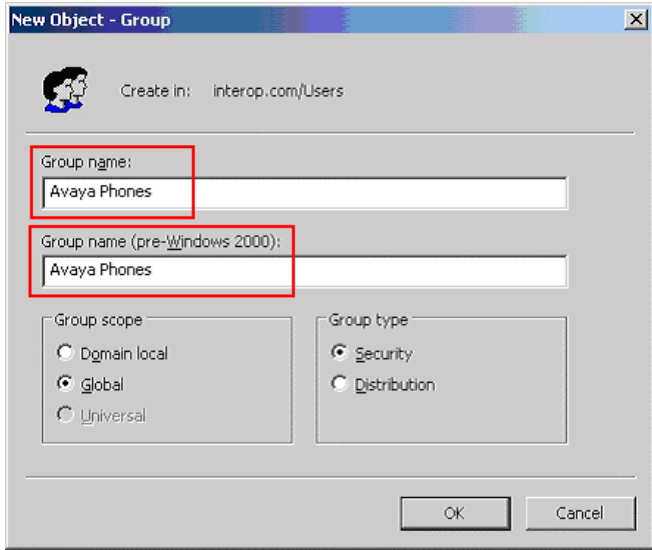 New Object - Group
Create in: interop.com/Users
Group name:
Avaya Phones
Group name (pre-Windows 2000):
Avaya Phones
Group scope
Domain local
Global
Universal
Group type
Security
Distribution
OK
Cancel